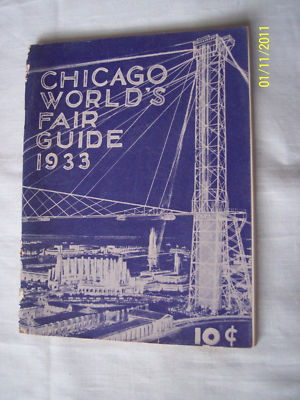 CHICAGO
WORLD'S
FAIR
GUIDE
1933
10¢
01/11/2011